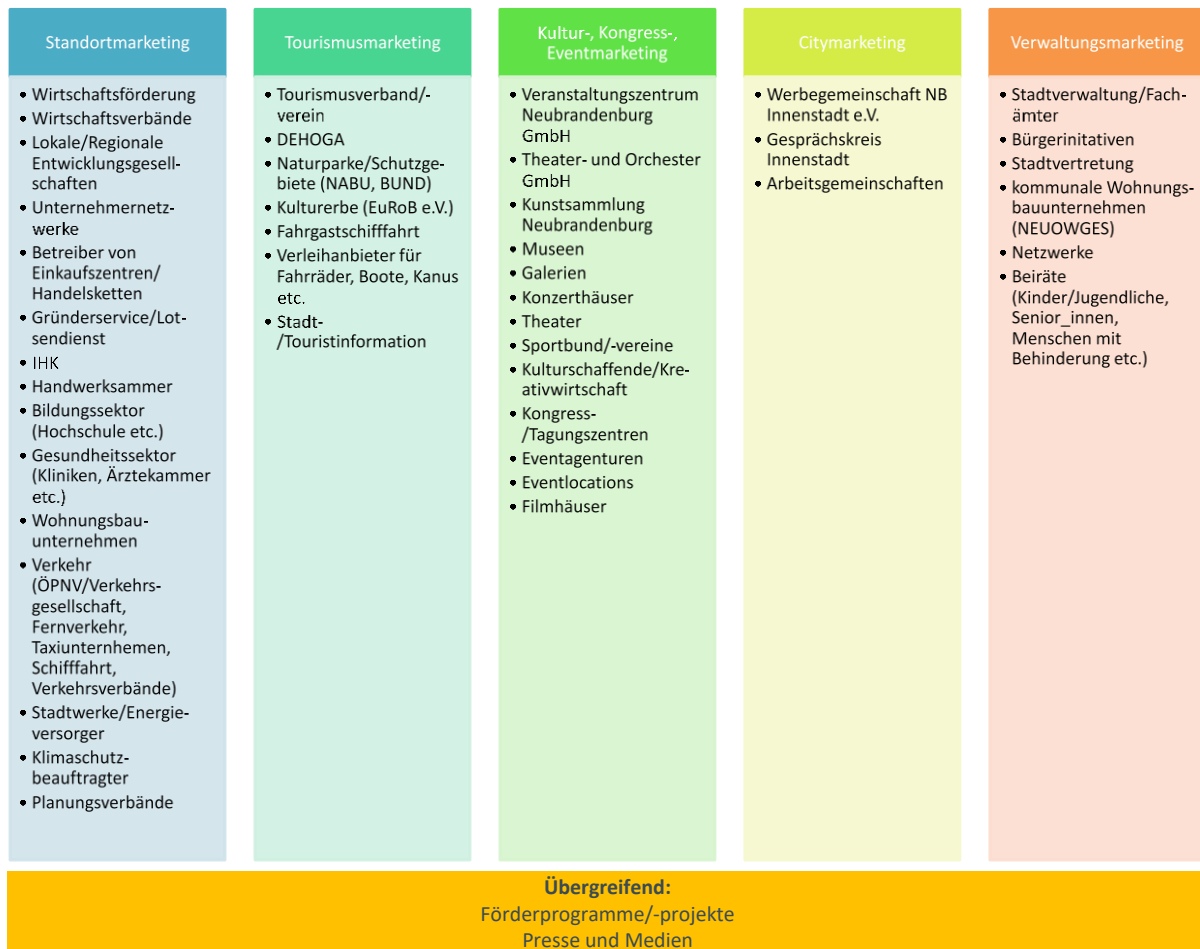 Standortmarketing
• Wirtschaftsförderung
• Wirtschaftsverbände
• Lokale/Regionale
Entwicklungsgesell-
schaften
• Unternehmernetz-
werke
• Betreiber von
Einkaufszentren/
Handelsketten
• Gründerservice/Lot-
sendienst
• IHK
• Handwerksammer
• Bildungssektor
(Hochschule etc.)
• Gesundheitssektor
(Kliniken, Ärztekammer
etc.)
• Wohnungsbau-
unternehmen
• Verkehr
(ÖPNV/Verkehrs-
gesellschaft,
Fernverkehr,
Taxiunternhemen,
Schifffahrt,
Verkehrsverbände)
• Stadtwerke/Energie-
versorger
• Klimaschutz-
beauftragter
• Planungsverbände
Tourismusmarketing
• Tourismusverband/-
verein
• DEHOGA
• Naturparke/Schutzge-
biete (NABU, BUND)
• Kulturerbe (EuRoB e.V.)
• Fahrgastschifffahrt
• Verleihanbieter für
Fahrräder, Boote, Kanus
etc.
• Stadt-
/Touristinformation
Kultur-, Kongress-,
Eventmarketing
• Veranstaltungszentrum
Neubrandenburg
GmbH
• Theater- und Orchester
GmbH
• Kunstsammlung
Neubrandenburg
• Museen
• Galerien
• Konzerthäuser
• Theater
• Sportbund/-vereine
• Kulturschaffende/Kre-
ativwirtschaft
• Kongress-
/Tagungszentren
• Eventagenturen
• Eventlocations
• Filmhäuser
Citymarketing
• Werbegemeinschaft NB
Innenstadt e.V.
• Gesprächskreis
Innenstadt
• Arbeitsgemeinschaften
Verwaltungsmarketing
• Stadtverwaltung/Fach-
ämter
• Bürgerinitativen
• Stadtvertretung
• kommunale Wohnungs-
bauunternehmen
(NEUOWGES)
• Netzwerke
• Beiräte
(Kinder/Jugendliche,
Senior_innen,
Menschen mit
Behinderung etc.)
Übergreifend:
Förderprogramme/-projekte
Presse und Medien